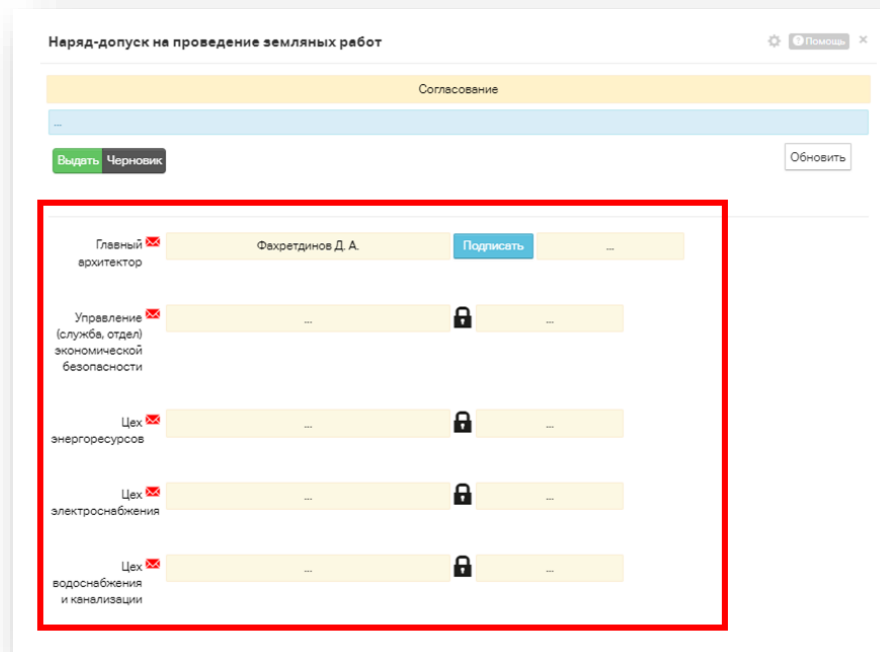 Наряд-допуск на проведение земляных работ
Помощь
Согласование
...
Выдать Черновик
Обновить
Главный архитектор
Фахретдинов Д. А.
Подписать
...
Управление
(служба, отдел)
экономической
безопасности
...
...
Цех
энергоресурсов
...
...
Цех
электроснабжения
...
...
Цех
водоснабжения
и канализации
...
...